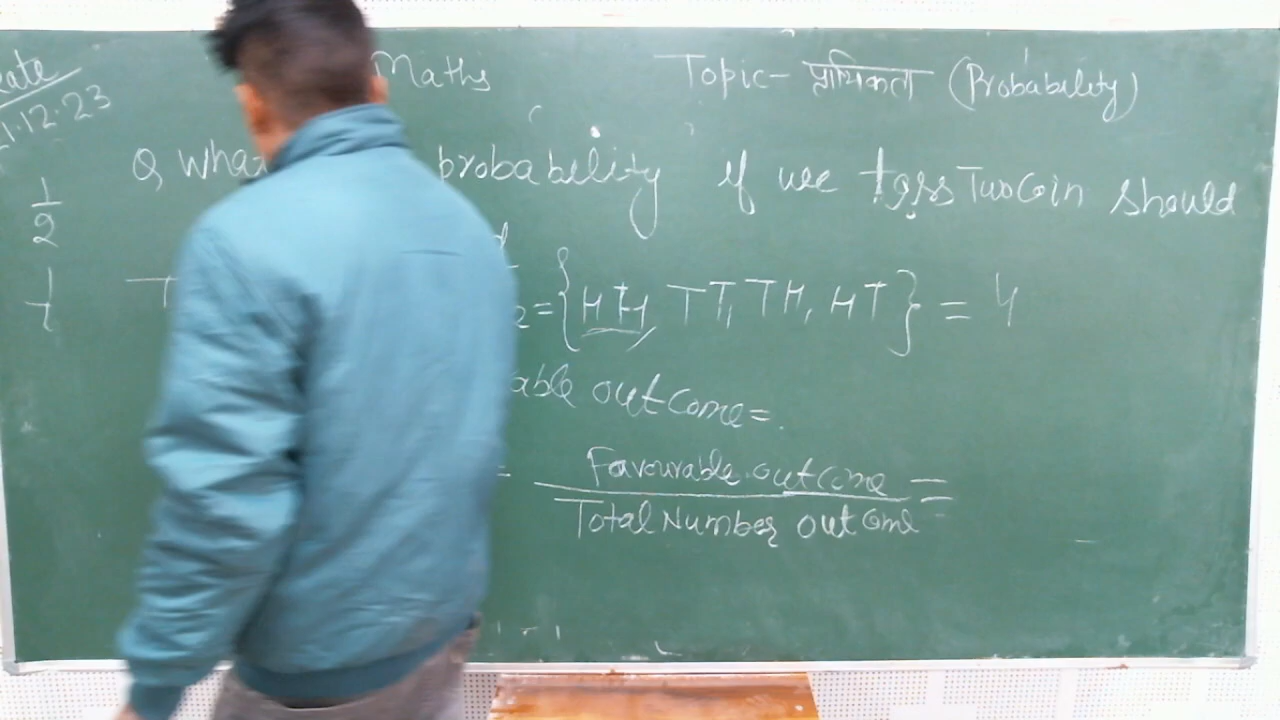 Maths Topic- प्रायिकता (Probability)
1.12.23
Q What probability if we toss Two Coin should
1/2
2={HH, TT, TH, HT} = 4
able outcome=
= Favourable outcome =
Total Number outcome